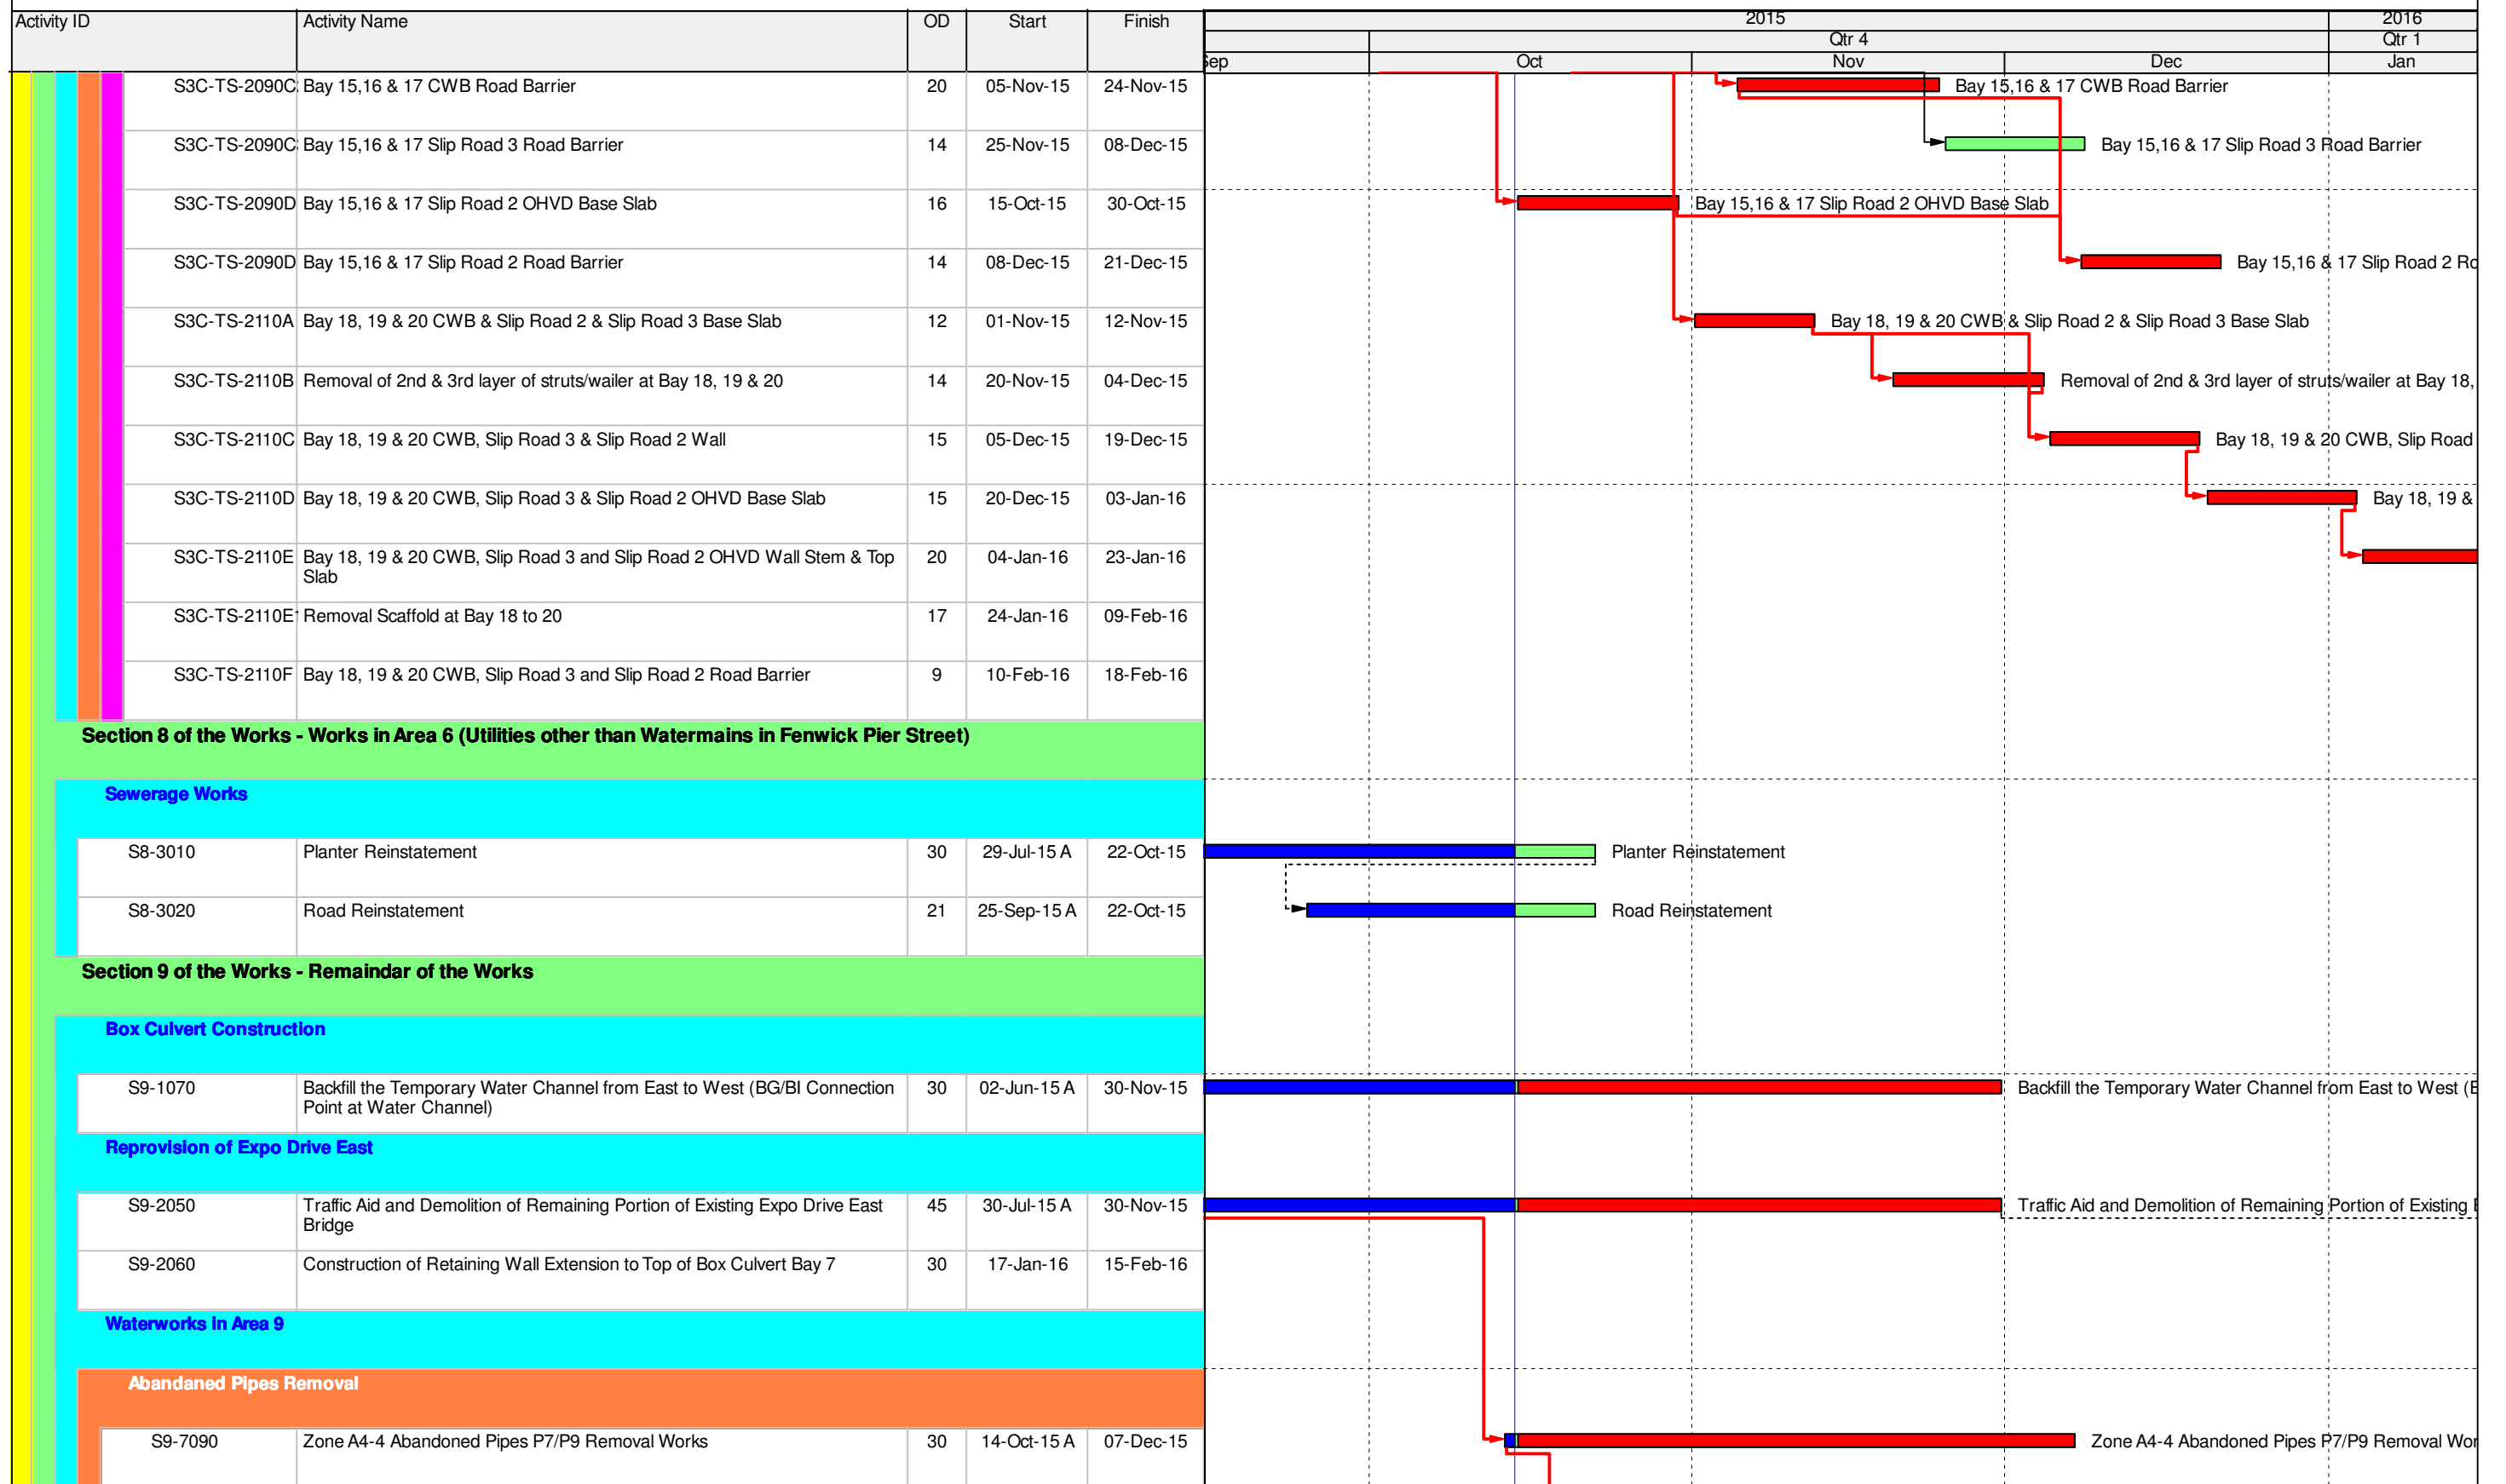 Activity ID Activity Name OD Start Finish 2015 2016
Qtr 4 Qtr 1
Sep Oct Nov Dec Jan
S3C-TS-2090C Bay 15,16 & 17 CWB Road Barrier 20 05-Nov-15 24-Nov-15 Bay 15,16 & 17 CWB Road Barrier
S3C-TS-2090C Bay 15,16 & 17 Slip Road 3 Road Barrier 14 25-Nov-15 08-Dec-15 Bay 15,16 & 17 Slip Road 3 Road Barrier
S3C-TS-2090D Bay 15,16 & 17 Slip Road 2 OHVD Base Slab 16 15-Oct-15 30-Oct-15 Bay 15,16 & 17 Slip Road 2 OHVD Base Slab
S3C-TS-2090D Bay 15,16 & 17 Slip Road 2 Road Barrier 14 08-Dec-15 21-Dec-15 Bay 15,16 & 17 Slip Road 2 Ro
S3C-TS-2110A Bay 18, 19 & 20 CWB & Slip Road 2 & Slip Road 3 Base Slab 12 01-Nov-15 12-Nov-15 Bay 18, 19 & 20 CWB & Slip Road 2 & Slip Road 3 Base Slab
S3C-TS-2110B Removal of 2nd & 3rd layer of struts/wailer at Bay 18, 19 & 20 14 20-Nov-15 04-Dec-15 Removal of 2nd & 3rd layer of struts/wailer at Bay 18,
S3C-TS-2110C Bay 18, 19 & 20 CWB, Slip Road 3 & Slip Road 2 Wall 15 05-Dec-15 19-Dec-15 Bay 18, 19 & 20 CWB, Slip Road
S3C-TS-2110D Bay 18, 19 & 20 CWB, Slip Road 3 & Slip Road 2 OHVD Base Slab 15 20-Dec-15 03-Jan-16 Bay 18, 19 &
S3C-TS-2110E Bay 18, 19 & 20 CWB, Slip Road 3 and Slip Road 2 OHVD Wall Stem & Top 20 04-Jan-16 23-Jan-16
Slab
S3C-TS-2110E1 Removal Scaffold at Bay 18 to 20 17 24-Jan-16 09-Feb-16
S3C-TS-2110F Bay 18, 19 & 20 CWB, Slip Road 3 and Slip Road 2 Road Barrier 9 10-Feb-16 18-Feb-16
Section 8 of the Works - Works in Area 6 (Utilities other than Watermains in Fenwick Pier Street)
Sewerage Works
S8-3010 Planter Reinstatement 30 29-Jul-15 A 22-Oct-15 Planter Reinstatement
S8-3020 Road Reinstatement 21 25-Sep-15 A 22-Oct-15 Road Reinstatement
Section 9 of the Works - Remaindar of the Works
Box Culvert Construction
S9-1070 Backfill the Temporary Water Channel from East to West (BG/BI Connection 30 02-Jun-15 A 30-Nov-15 Backfill the Temporary Water Channel from East to West (B
Point at Water Channel)
Reprovision of Expo Drive East
S9-2050 Traffic Aid and Demolition of Remaining Portion of Existing Expo Drive East 45 30-Jul-15 A 30-Nov-15 Traffic Aid and Demolition of Remaining Portion of Existing E
Bridge
S9-2060 Construction of Retaining Wall Extension to Top of Box Culvert Bay 7 30 17-Jan-16 15-Feb-16
Waterworks in Area 9
Abandaned Pipes Removal
S9-7090 Zone A4-4 Abandoned Pipes P7/P9 Removal Works 30 14-Oct-15 A 07-Dec-15 Zone A4-4 Abandoned Pipes P7/P9 Removal Wor